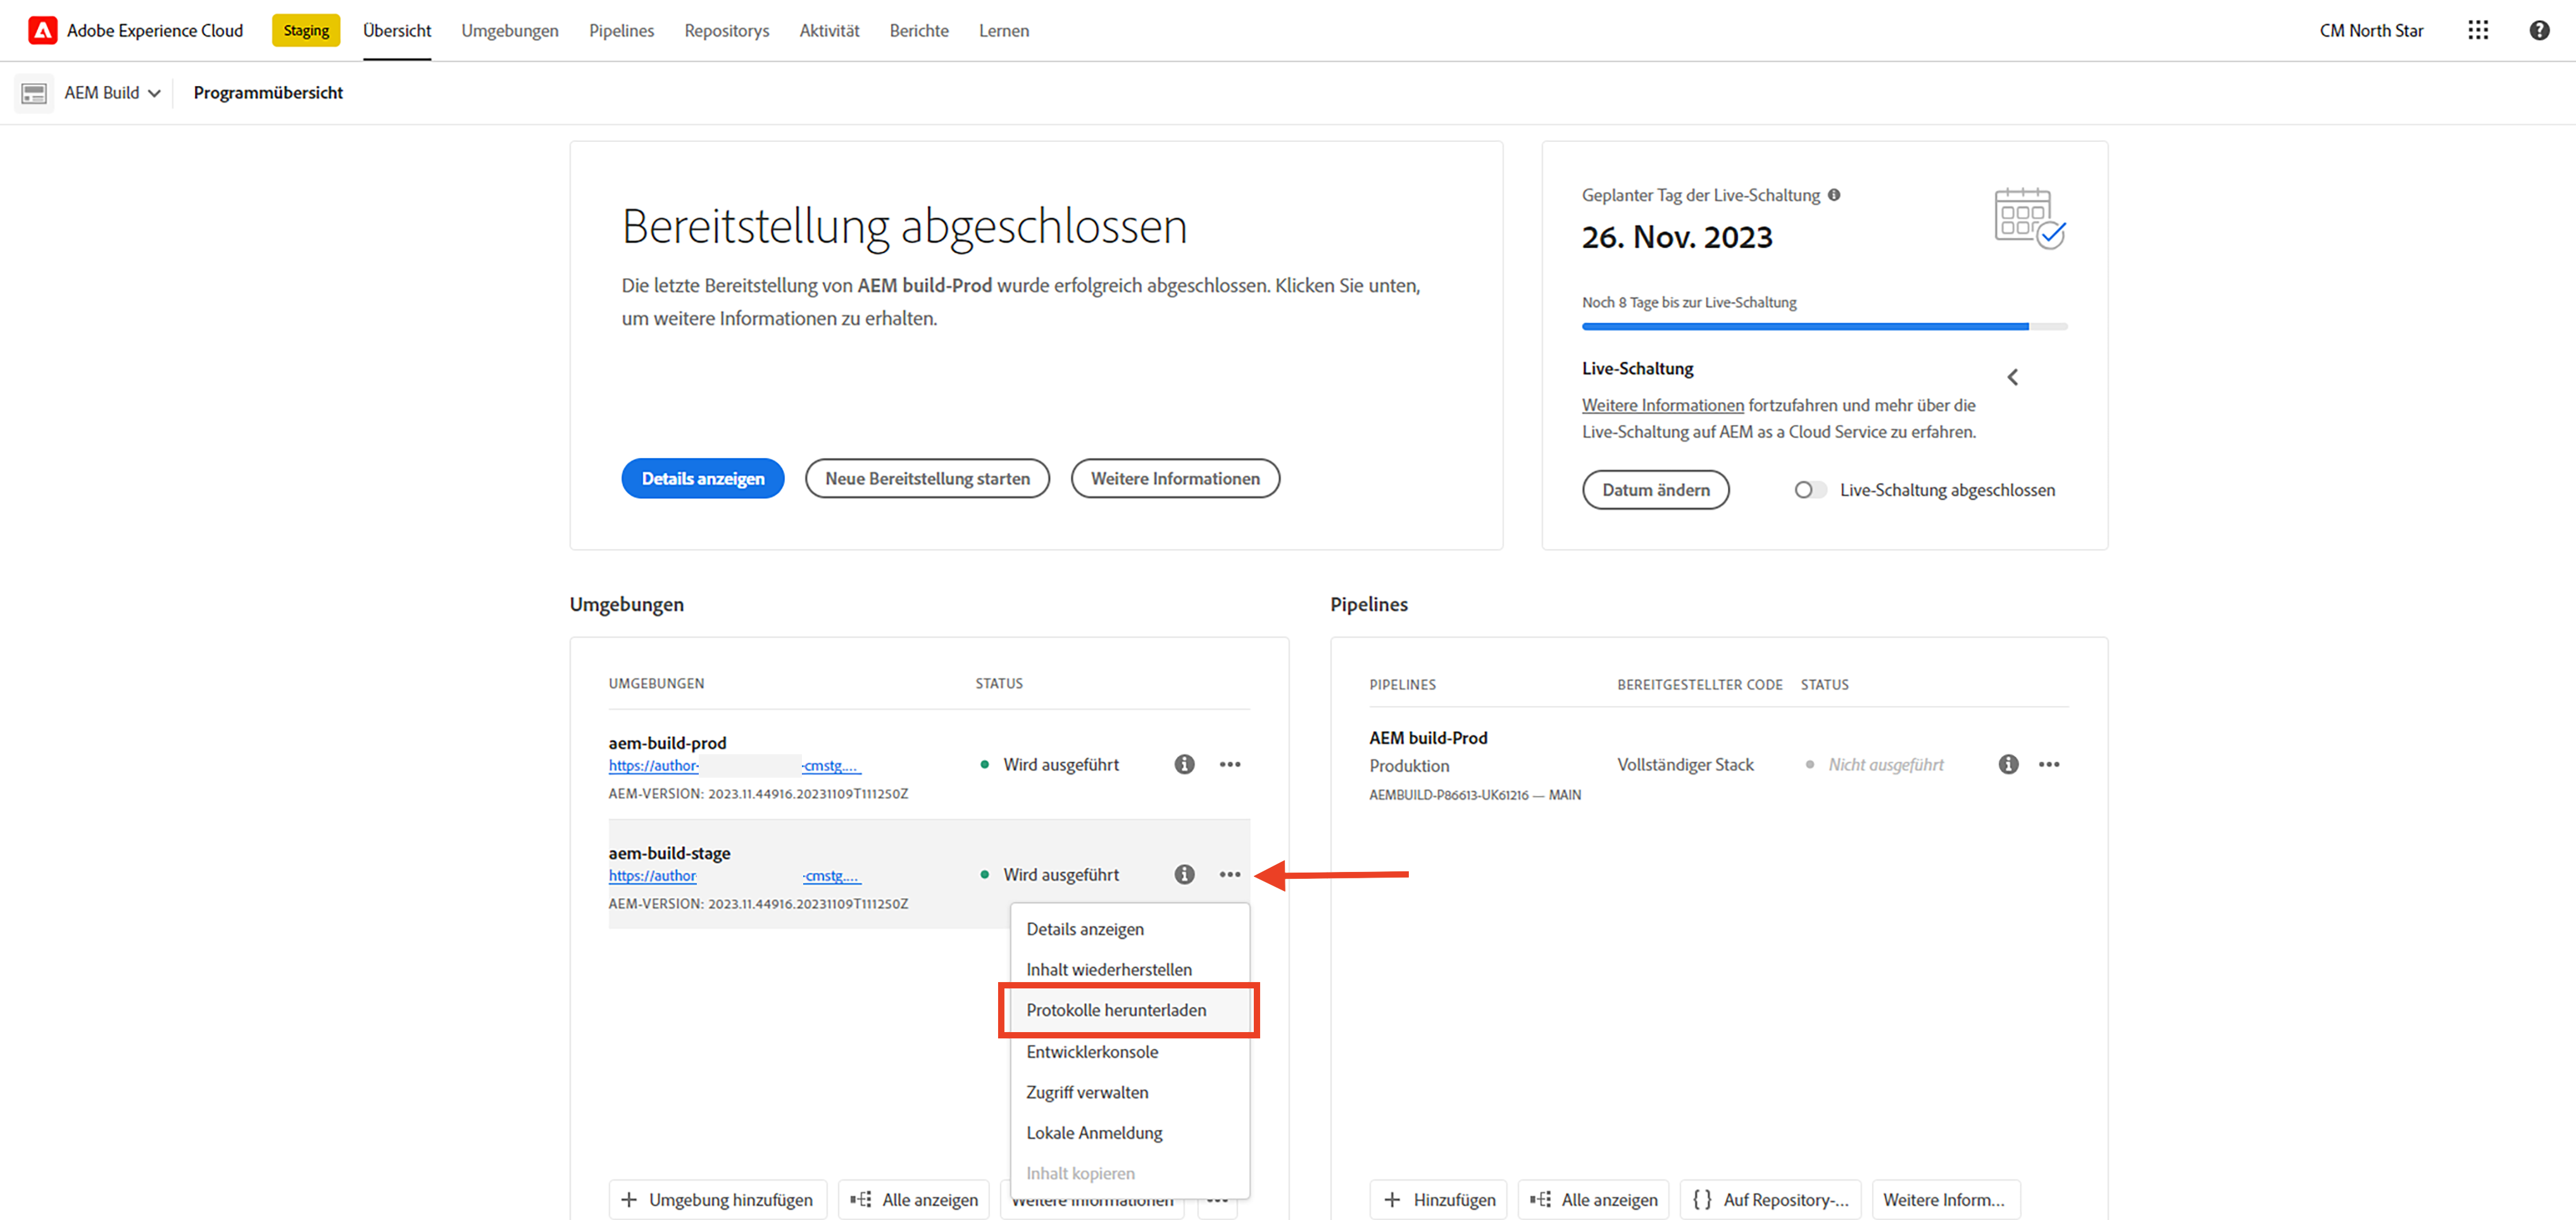 Adobe Experience Cloud Staging Übersicht Umgebungen Pipelines Repositorys Aktivität Berichte Lernen CM North Star
AEM Build Programmübersicht
Bereitstellung abgeschlossen
Die letzte Bereitstellung von AEM build-Prod wurde erfolgreich abgeschlossen. Klicken Sie unten,
um weitere Informationen zu erhalten.
Details anzeigen Neue Bereitstellung starten Weitere Informationen
Geplanter Tag der Live-Schaltung
26. Nov. 2023
Noch 8 Tage bis zur Live-Schaltung
Live-Schaltung
Weitere Informationen fortzufahren und mehr über die
Live-Schaltung auf AEM as a Cloud Service zu erfahren.
Datum ändern Live-Schaltung abgeschlossen
Umgebungen
UMGEBUNGEN STATUS
aem-build-prod
https://author- -cmstg.... Wird ausgeführt
AEM-VERSION: 2023.11.44916.20231109T111250Z
aem-build-stage
https://author -cmstg.... Wird ausgeführt
AEM-VERSION: 2023.11.44916.20231109T111250Z
Details anzeigen
Inhalt wiederherstellen
Protokolle herunterladen
Entwicklerkonsole
Zugriff verwalten
Lokale Anmeldung
Inhalt kopieren
Umgebung hinzufügen Alle anzeigen Weitere Informationen
Pipelines
PIPELINES BEREITGESTELLTER CODE STATUS
AEM build-Prod
Produktion Vollständiger Stack Nicht ausgeführt
AEMBUILD-P86613-UK61216 — MAIN
Hinzufügen Alle anzeigen Auf Repository-... Weitere Inform...